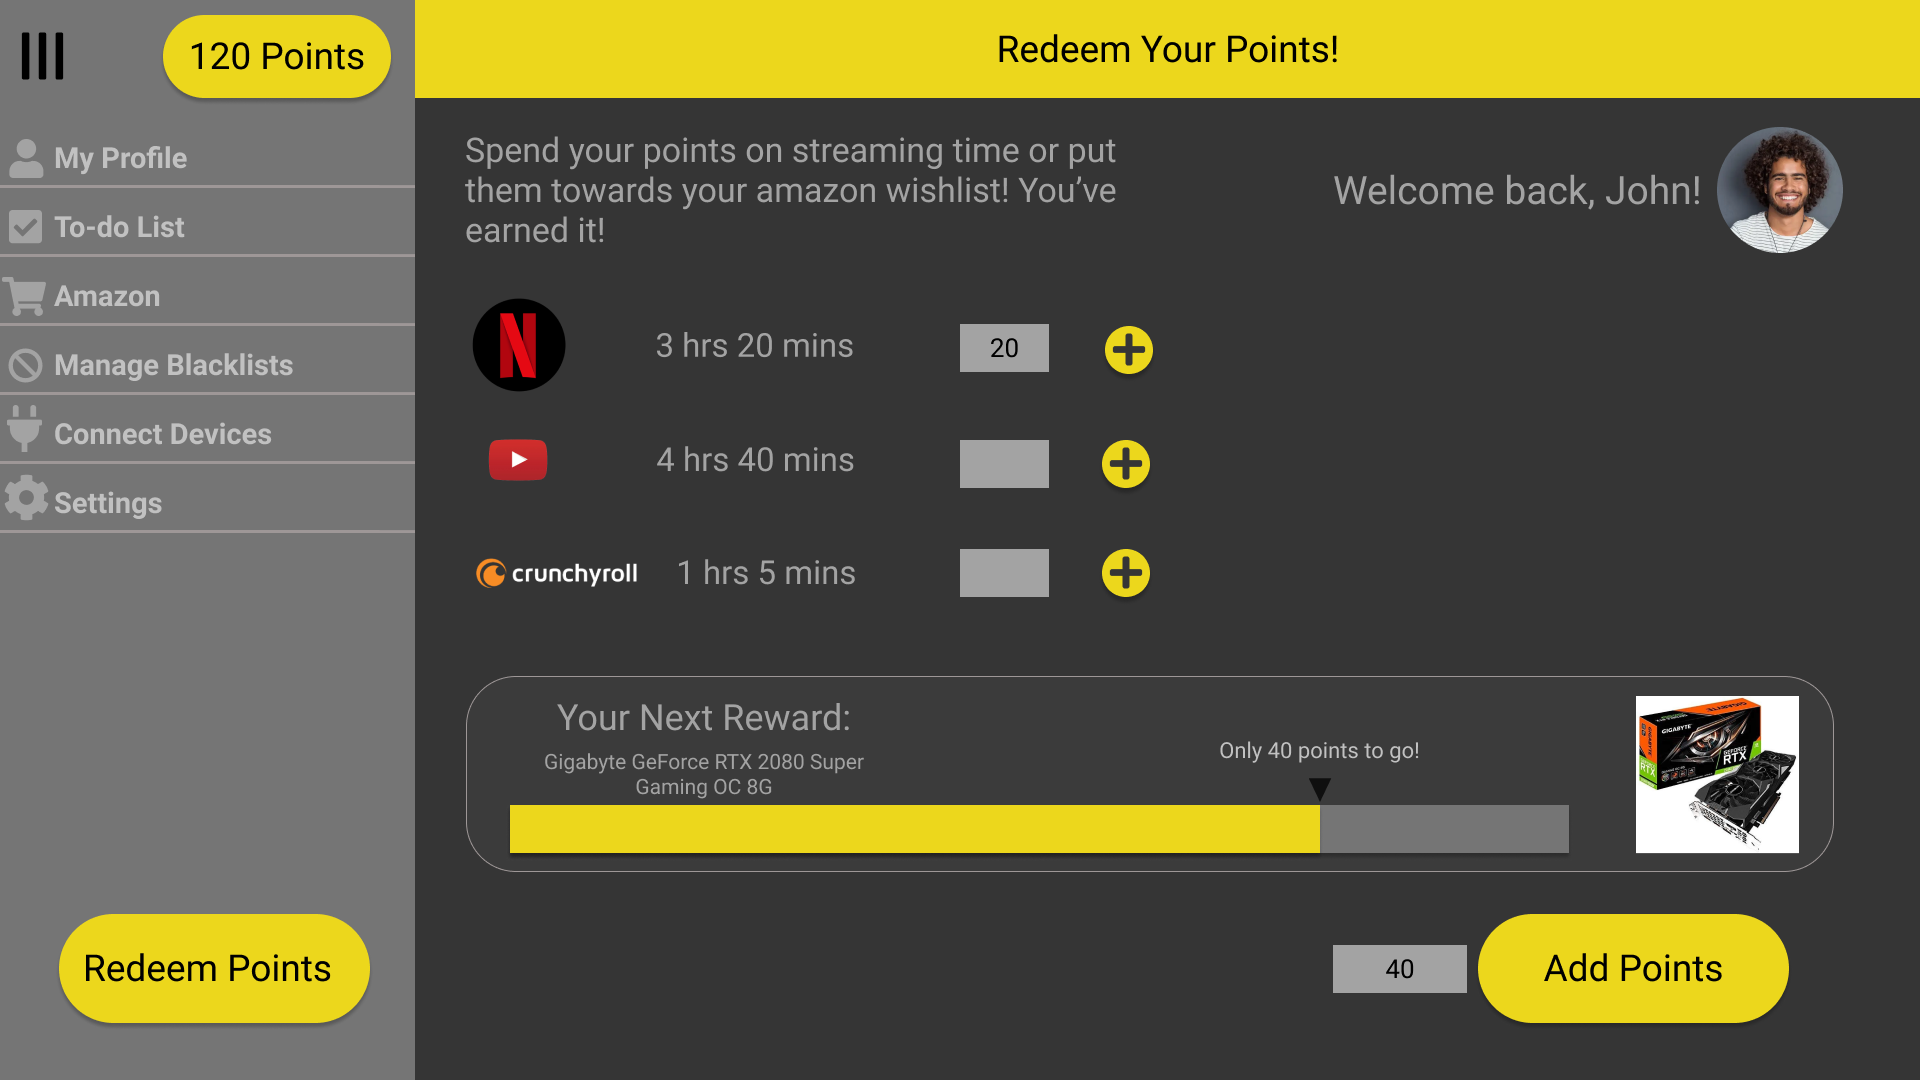 120 Points
Redeem Your Points!
My Profile
To-do List
Amazon
Manage Blacklists
Connect Devices
Settings
Redeem Points
Spend your points on streaming time or put
them towards your amazon wishlist! You’ve
earned it!
Welcome back, John!
N
3 hrs 20 mins
20
4 hrs 40 mins
crunchyroll
1 hrs 5 mins
Your Next Reward:
Gigabyte GeForce RTX 2080 Super
Gaming OC 8G
Only 40 points to go!
GIGABYTE
GIGABYTE
GEFORCE
RTX
RTX
40
Add Points